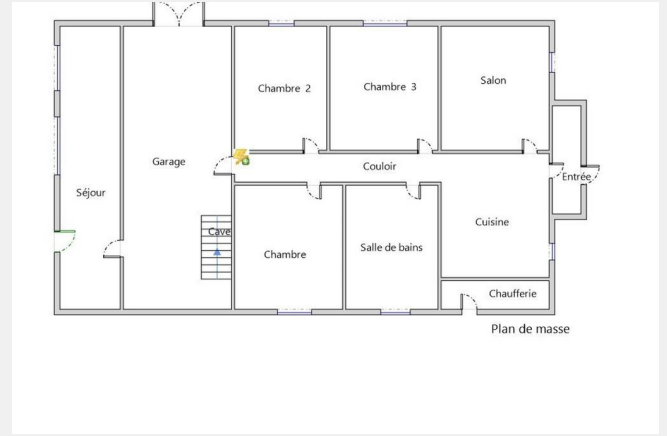 Chambre 2
Chambre 3
Salon
Garage
Couloir
Entrée
Séjour
Cuisine
Cave
Chambre
Salle de bains
Chaufferie
Plan de masse